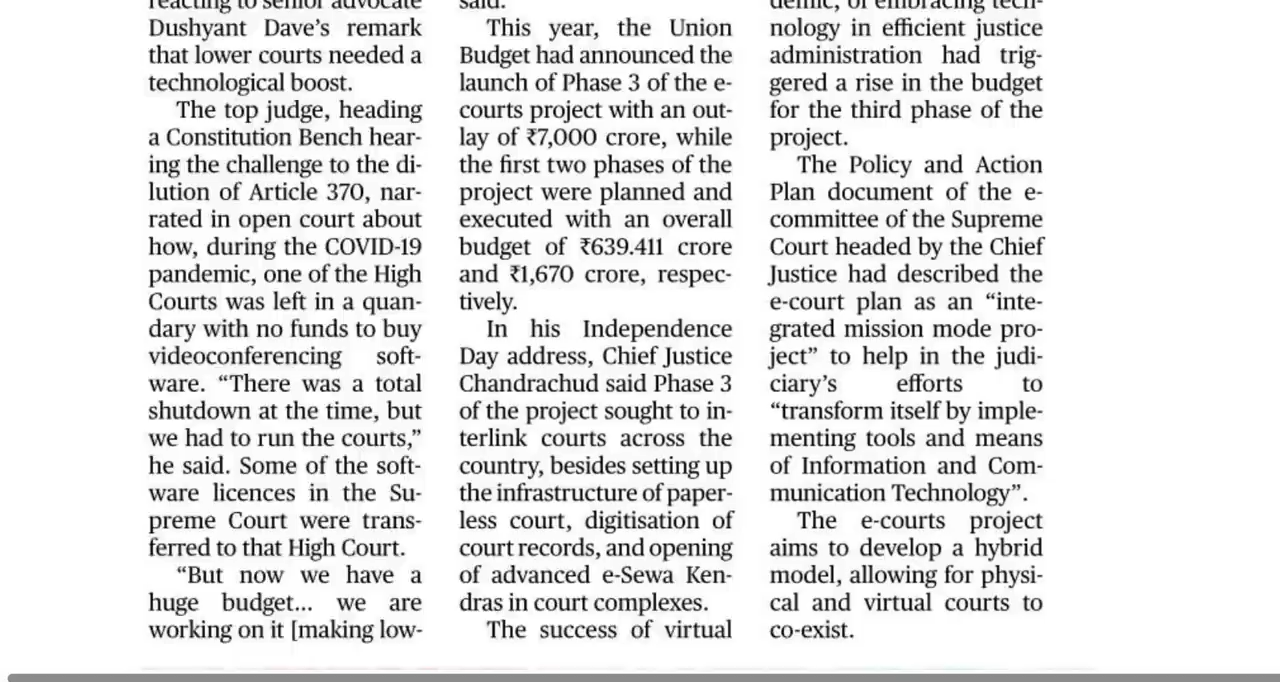 reacting to senior advocate
Dushyant Dave's remark
that lower courts needed a
technological boost.
The top judge, heading
a Constitution Bench hear-
ing the challenge to the di-
lution of Article 370, nar-
rated in open court about
how, during the COVID-19
pandemic, one of the High
Courts was left in a quan-
dary with no funds to buy
videoconferencing soft-
ware. “There was a total
shutdown at the time, but
we had to run the courts,”
he said. Some of the soft-
ware licences in the Su-
preme Court were trans-
ferred to that High Court.
“But now we have a
huge budget... we are
working on it [making low-
said.
This year, the Union
Budget had announced the
launch of Phase 3 of the e-
courts project with an out-
lay of ₹7,000 crore, while
the first two phases of the
project were planned and
executed with an overall
budget of ₹639.411 crore
and ₹1,670 crore, respec-
tively.
In his Independence
Day address, Chief Justice
Chandrachud said Phase 3
of the project sought to in-
terlink courts across the
country, besides setting up
the infrastructure of paper-
less court, digitisation of
court records, and opening
of advanced e-Sewa Ken-
dras in court complexes.
The success of virtual
demic, of embracing tech-
nology in efficient justice
administration had trig-
gered a rise in the budget
for the third phase of the
project.
The Policy and Action
Plan document of the e-
committee of the Supreme
Court headed by the Chief
Justice had described the
e-court plan as an “inte-
grated mission mode pro-
ject” to help in the judi-
ciary's efforts to
“transform itself by imple-
menting tools and means
of Information and Com-
munication Technology”.
The e-courts project
aims to develop a hybrid
model, allowing for physi-
cal and virtual courts to
co-exist.